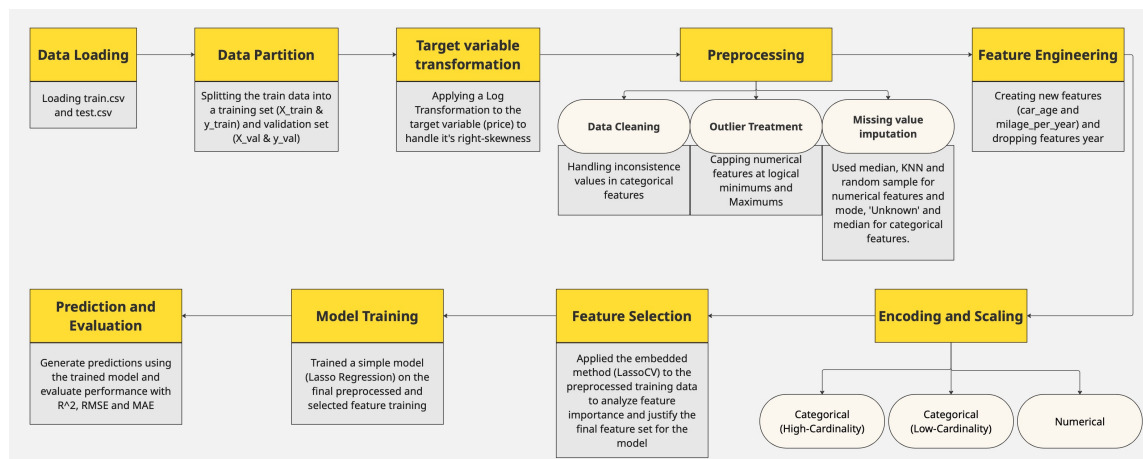 Data Loading
Loading train.csv
and test.csv
Data Partition
Splitting the train data into
a training set (X_train &
y_train) and validation set
(X_val & y_val)
Target variable
transformation
Applying a Log
Transformation to the
target variable (price) to
handle it's right-skewness
Preprocessing
Data Cleaning
Handling inconsistence
values in categorical
features
Outlier Treatment
Capping numerical
features at logical
minimums and
Maximums
Missing value
imputation
Used median, KNN and
random sample for
numerical features and
mode, 'Unknown' and
median for categorical
features.
Feature Engineering
Creating new features
(car_age and
milage_per_year) and
dropping features year
Encoding and Scaling
Categorical
(High-Cardinality)
Categorical
(Low-Cardinality)
Numerical
Feature Selection
Applied the embedded
method (LassoCV) to the
preprocessed training data
to analyze feature
importance and justify the
final feature set for the
model
Model Training
Trained a simple model
(Lasso Regression) on the
final preprocessed and
selected feature training
Prediction and
Evaluation
Generate predictions using
the trained model and
evaluate performance with
R^2, RMSE and MAE